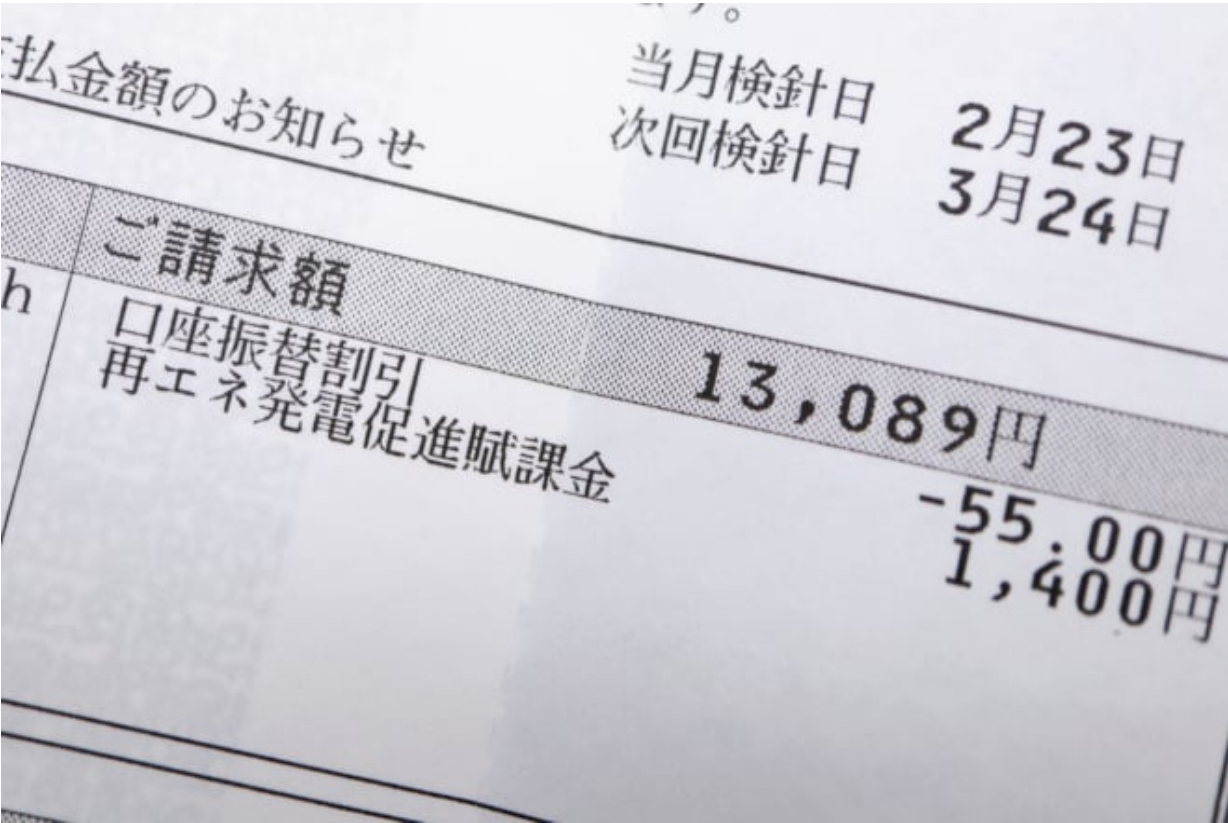 す。
払金額のお知らせ
当月検針日 2月23日
次回検針日 3月24日
ご請求額 13,089円
h
口座振替割引 -55.00円
再エネ発電促進賦課金 1,400円